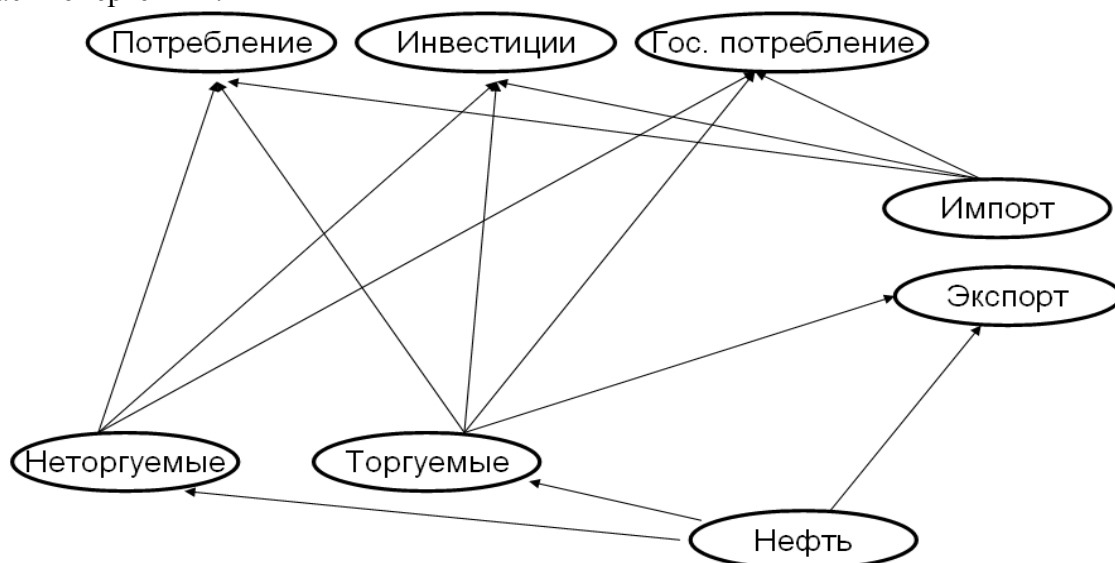 Потребление
Инвестиции
Гос. потребление
Импорт
Экспорт
Неторгуемые
Торгуемые
Нефть